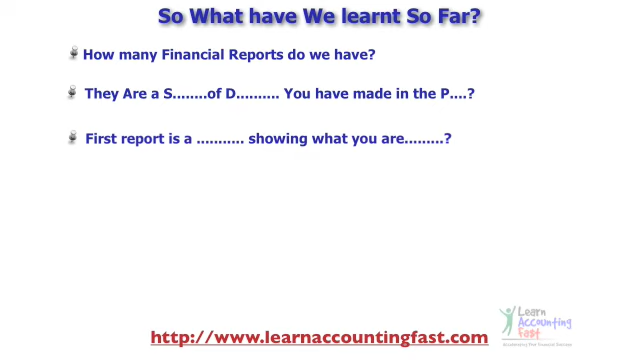 So What have We learnt So Far?
How many Financial Reports do we have?
They Are a S........of D.......... You have made in the P....?
First report is a ........... showing what you are.........?
Learn
Accounting
Fast
http://www.learnaccountingfast.com